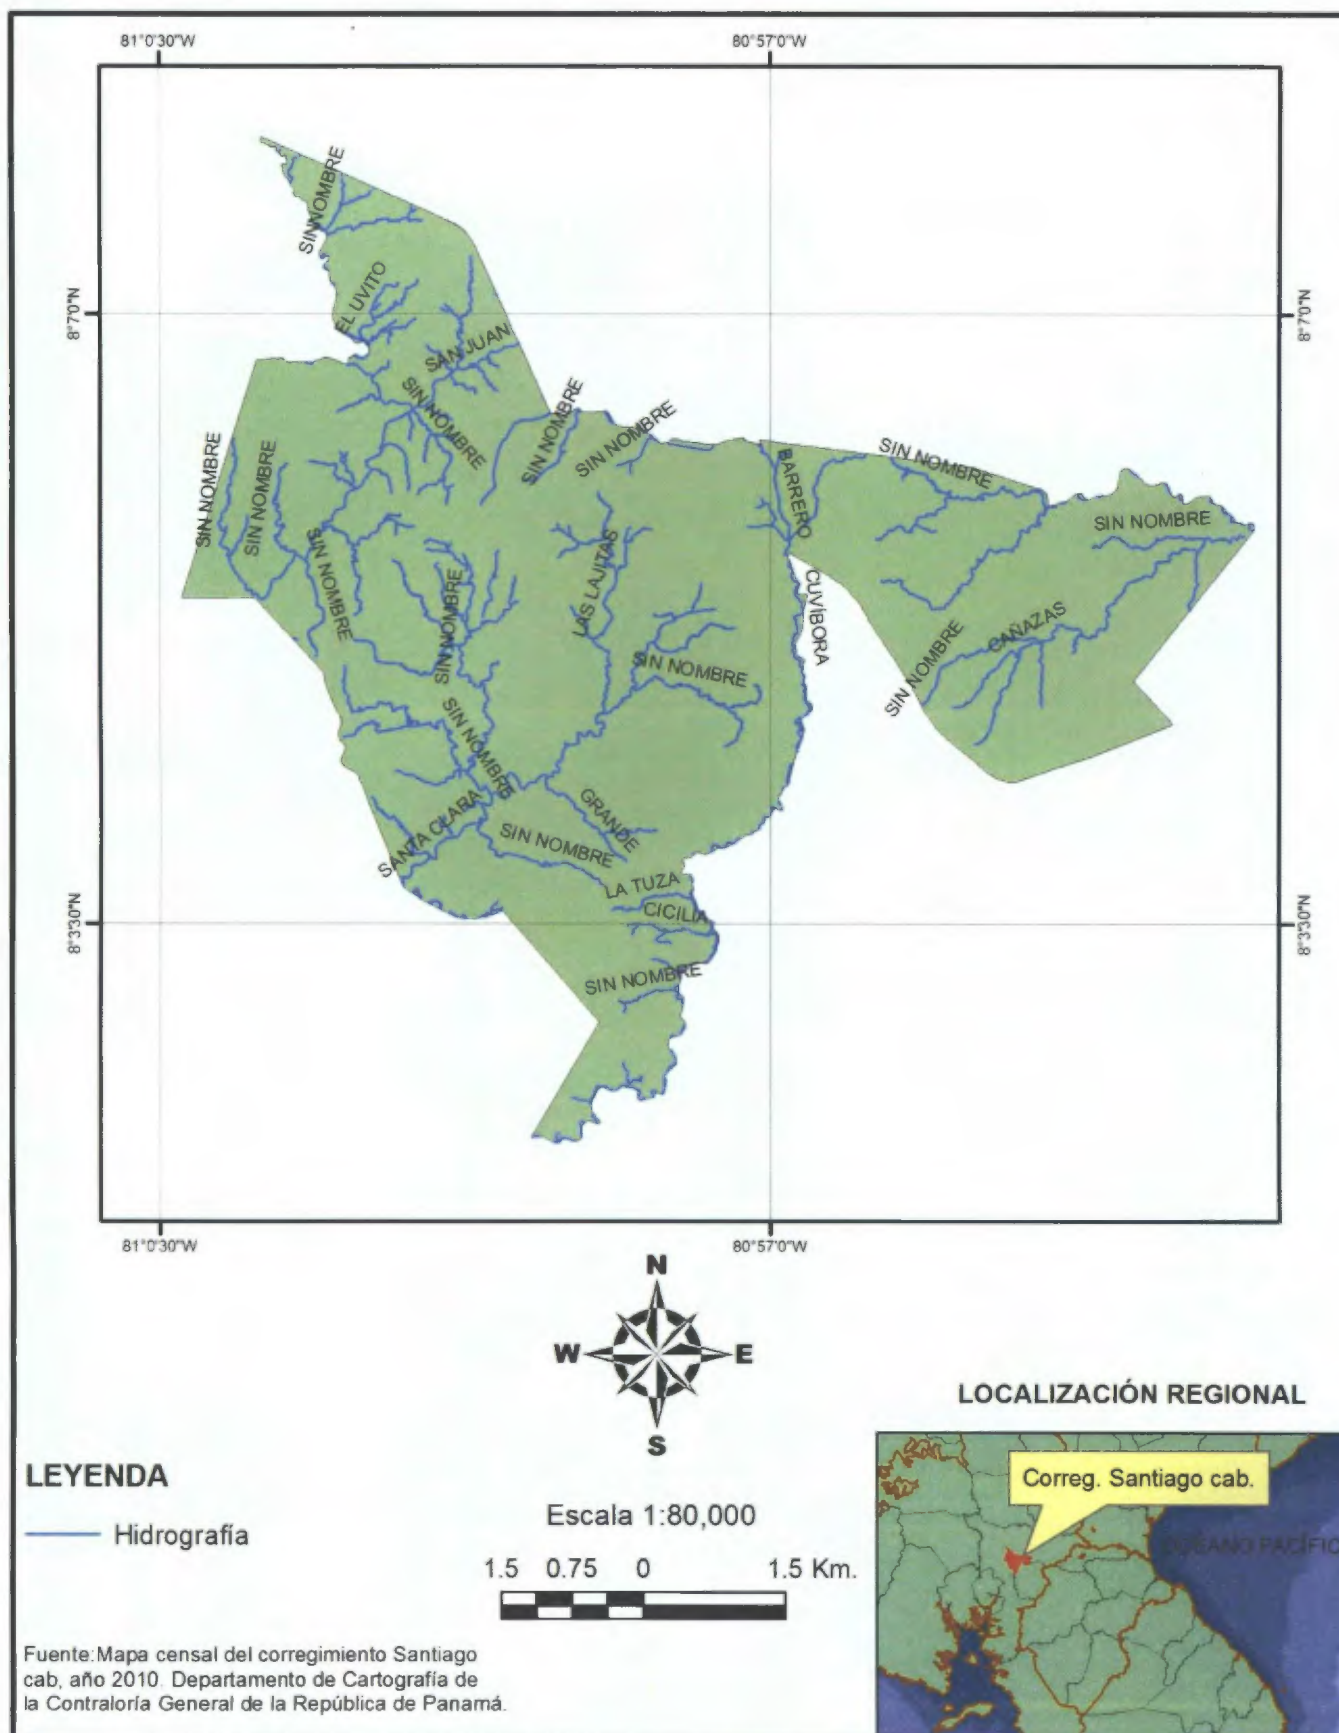 81°0'30"W
80°57'0"W
SIN NOMBRE
EL UVITO
8°7'0"N
8°7'0"N
SAN JUAN
SIN NOMBRE
SIN NOMBRE
SIN NOMBRE
SIN NOMBRE
SIN NOMBRE
SIN NOMBRE
BARRERO
SIN NOMBRE
SIN NOMBRE
SIN NOMBRE
LAS LAJITAS
SIN NOMBRE
CUVÍBORA
CAÑAZAS
SIN NOMBRE
SIN NOMBRE
SIN NOMBRE
SANTA CLARA
GRANDE
SIN NOMBRE
LA TUZA
CICILIA
8°3'30"N
8°3'30"N
SIN NOMBRE
81°0'30"W
80°57'0"W
N
W
E
S
LOCALIZACIÓN REGIONAL
Correg. Santiago cab.
OCÉANO PACÍFICO
LEYENDA
Hidrografía
Escala 1:80,000
1.5 0.75 0 1.5 Km.
Fuente:Mapa censal del corregimiento Santiago
cab, año 2010. Departamento de Cartografía de
la Contraloría General de la República de Panamá.